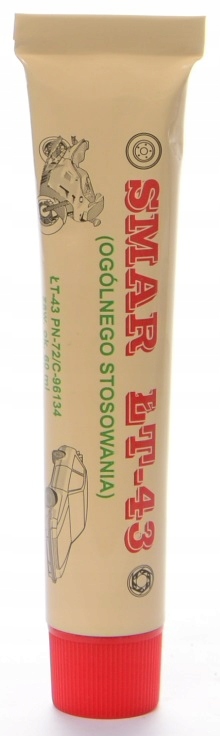 SMAR ŁT-43
(OGÓLNEGO STOSOWANIA)
ŁT-43 PN-72/C-96134